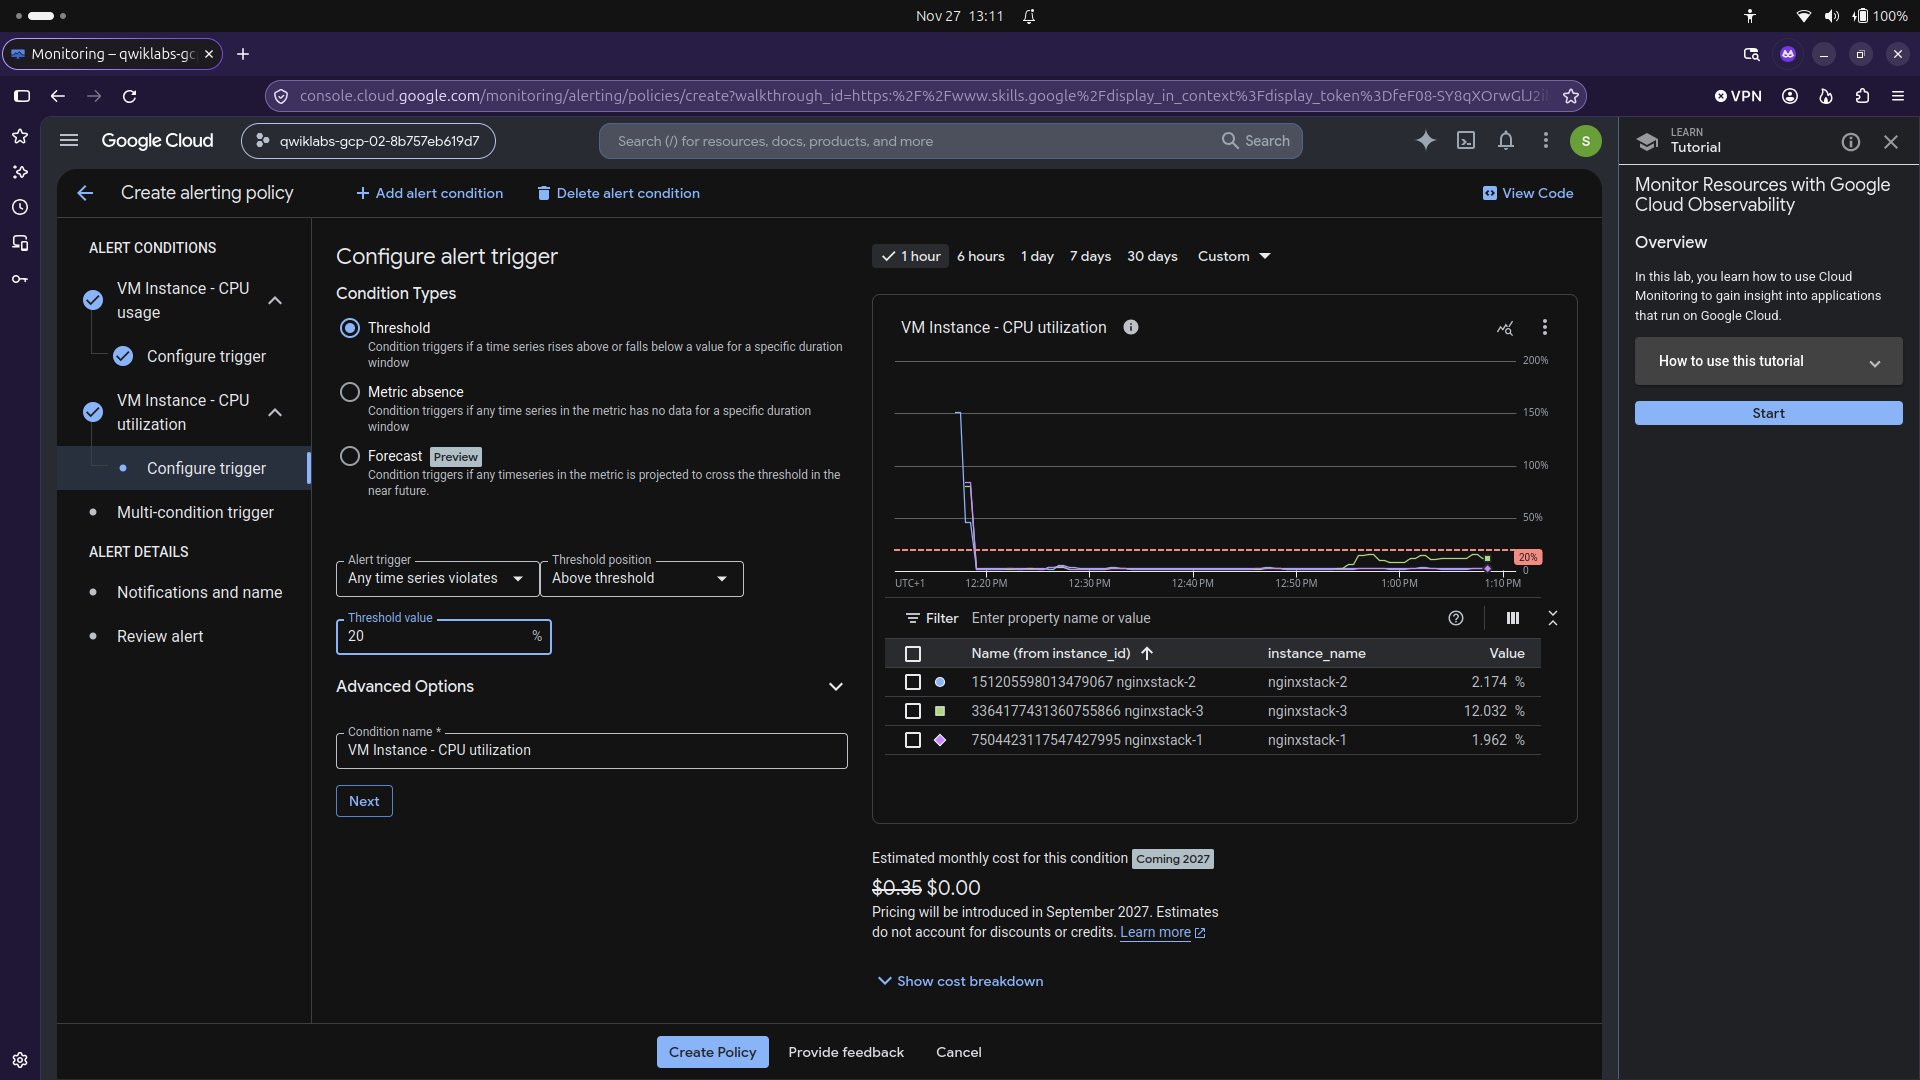 Nov 27 13:11
100%
Monitoring – qwiklabs-gc
console.cloud.google.com/monitoring/alerting/policies/create?walkthrough_id=https:%2F%2Fwww.skills.google%2Fdisplay_in_context%3Fdisplay_token%3DfeF08-SY8qXOrwGlJ2i
VPN
Google Cloud
qwiklabs-gcp-02-8b757eb619d7
Search (/) for resources, docs, products, and more
Search
S
LEARN
Tutorial
Create alerting policy
Add alert condition
Delete alert condition
View Code
ALERT CONDITIONS
VM Instance - CPU
usage
Configure trigger
VM Instance - CPU
utilization
Configure trigger
Multi-condition trigger
ALERT DETAILS
Notifications and name
Review alert
Configure alert trigger
Condition Types
Threshold
Condition triggers if a time series rises above or falls below a value for a specific duration
window
Metric absence
Condition triggers if any time series in the metric has no data for a specific duration
window
Forecast Preview
Condition triggers if any timeseries in the metric is projected to cross the threshold in the
near future.
Alert trigger
Any time series violates
Threshold position
Above threshold
Threshold value
20 %
Advanced Options
Condition name *
VM Instance - CPU utilization
Next
1 hour 6 hours 1 day 7 days 30 days Custom
VM Instance - CPU utilization
200%
150%
100%
50%
20%
0
UTC+1 12:20 PM 12:30 PM 12:40 PM 12:50 PM 1:00 PM 1:10 PM
Filter Enter property name or value
Name (from instance_id) instance_name Value
151205598013479067 nginxstack-2 nginxstack-2 2.174 %
3364177431360755866 nginxstack-3 nginxstack-3 12.032 %
7504423117547427995 nginxstack-1 nginxstack-1 1.962 %
Estimated monthly cost for this condition Coming 2027
$0.35 $0.00
Pricing will be introduced in September 2027. Estimates
do not account for discounts or credits. Learn more
Show cost breakdown
Create Policy Provide feedback Cancel
Monitor Resources with Google
Cloud Observability
Overview
In this lab, you learn how to use Cloud
Monitoring to gain insight into applications
that run on Google Cloud.
How to use this tutorial
Start